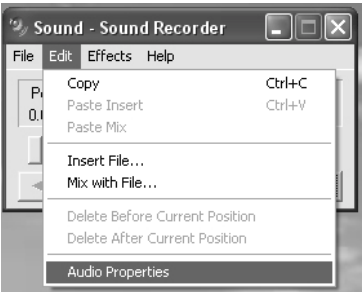 Sound - Sound Recorder
File Edit Effects Help
Copy Ctrl+C
Paste Insert Ctrl+V
Paste Mix
Insert File...
Mix with File...
Delete Before Current Position
Delete After Current Position
Audio Properties